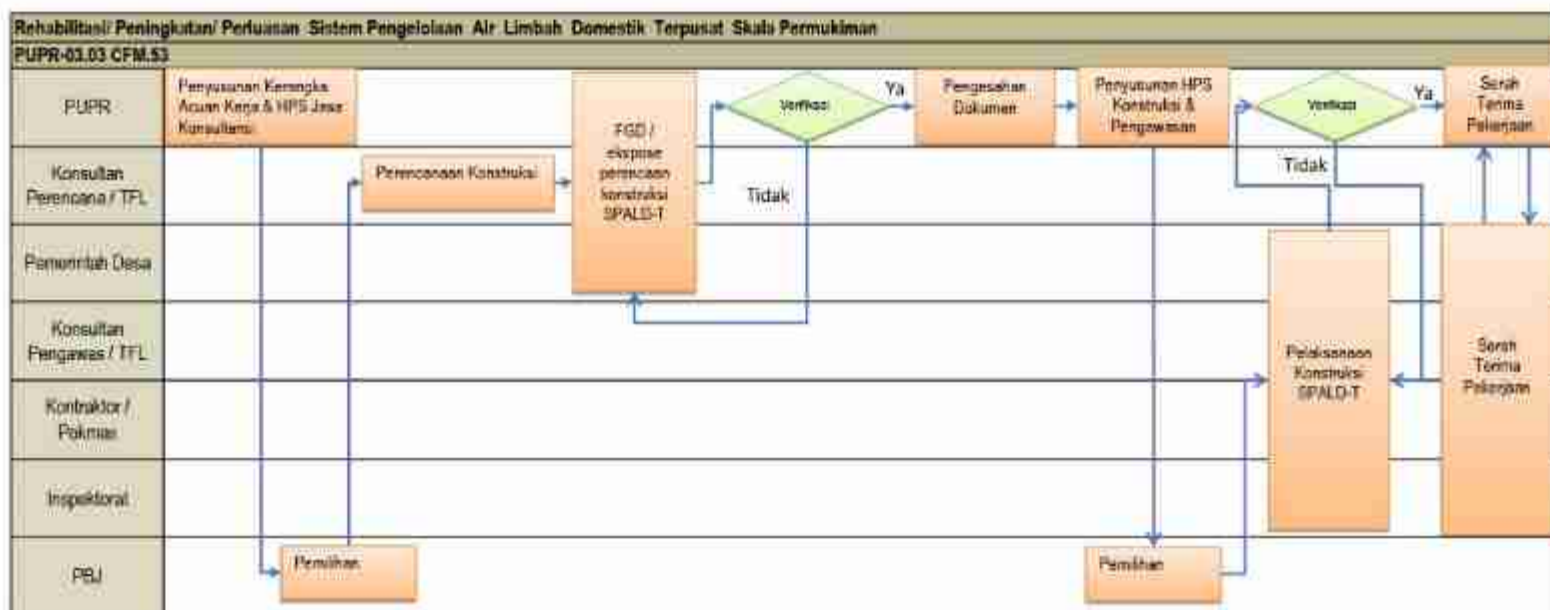 Rehabilitasi/ Peningkatan/ Perluasan Sistem Pengelolaan Air Limbah Domestik Terpusat Skala Permukiman
PUPR-03.03 CFM.53
PUPR
Penyusunan Kerangka
Acuan Kerja & HPS Jasa
Konsultansi
FGD /
ekspose
perencaan
konstruksi
SPALD-T
Verifikasi
Ya
Pengesahan
Dokumen
Penyusunan HPS
Konstruksi &
Pengawasan
Verifikasi
Ya
Serah
Terima
Pekerjaan
Konsultan
Perencana / TFL
Perencanaan Konstruksi
Tidak
Tidak
Pemerintah Desa
Konsultan
Pengawas / TFL
Pelaksanaan
Konstruksi
SPALD-T
Serah
Terima
Pekerjaan
Kontraktor /
Pokmas
Inspektorat
PBJ
Pemilihan
Pemilihan